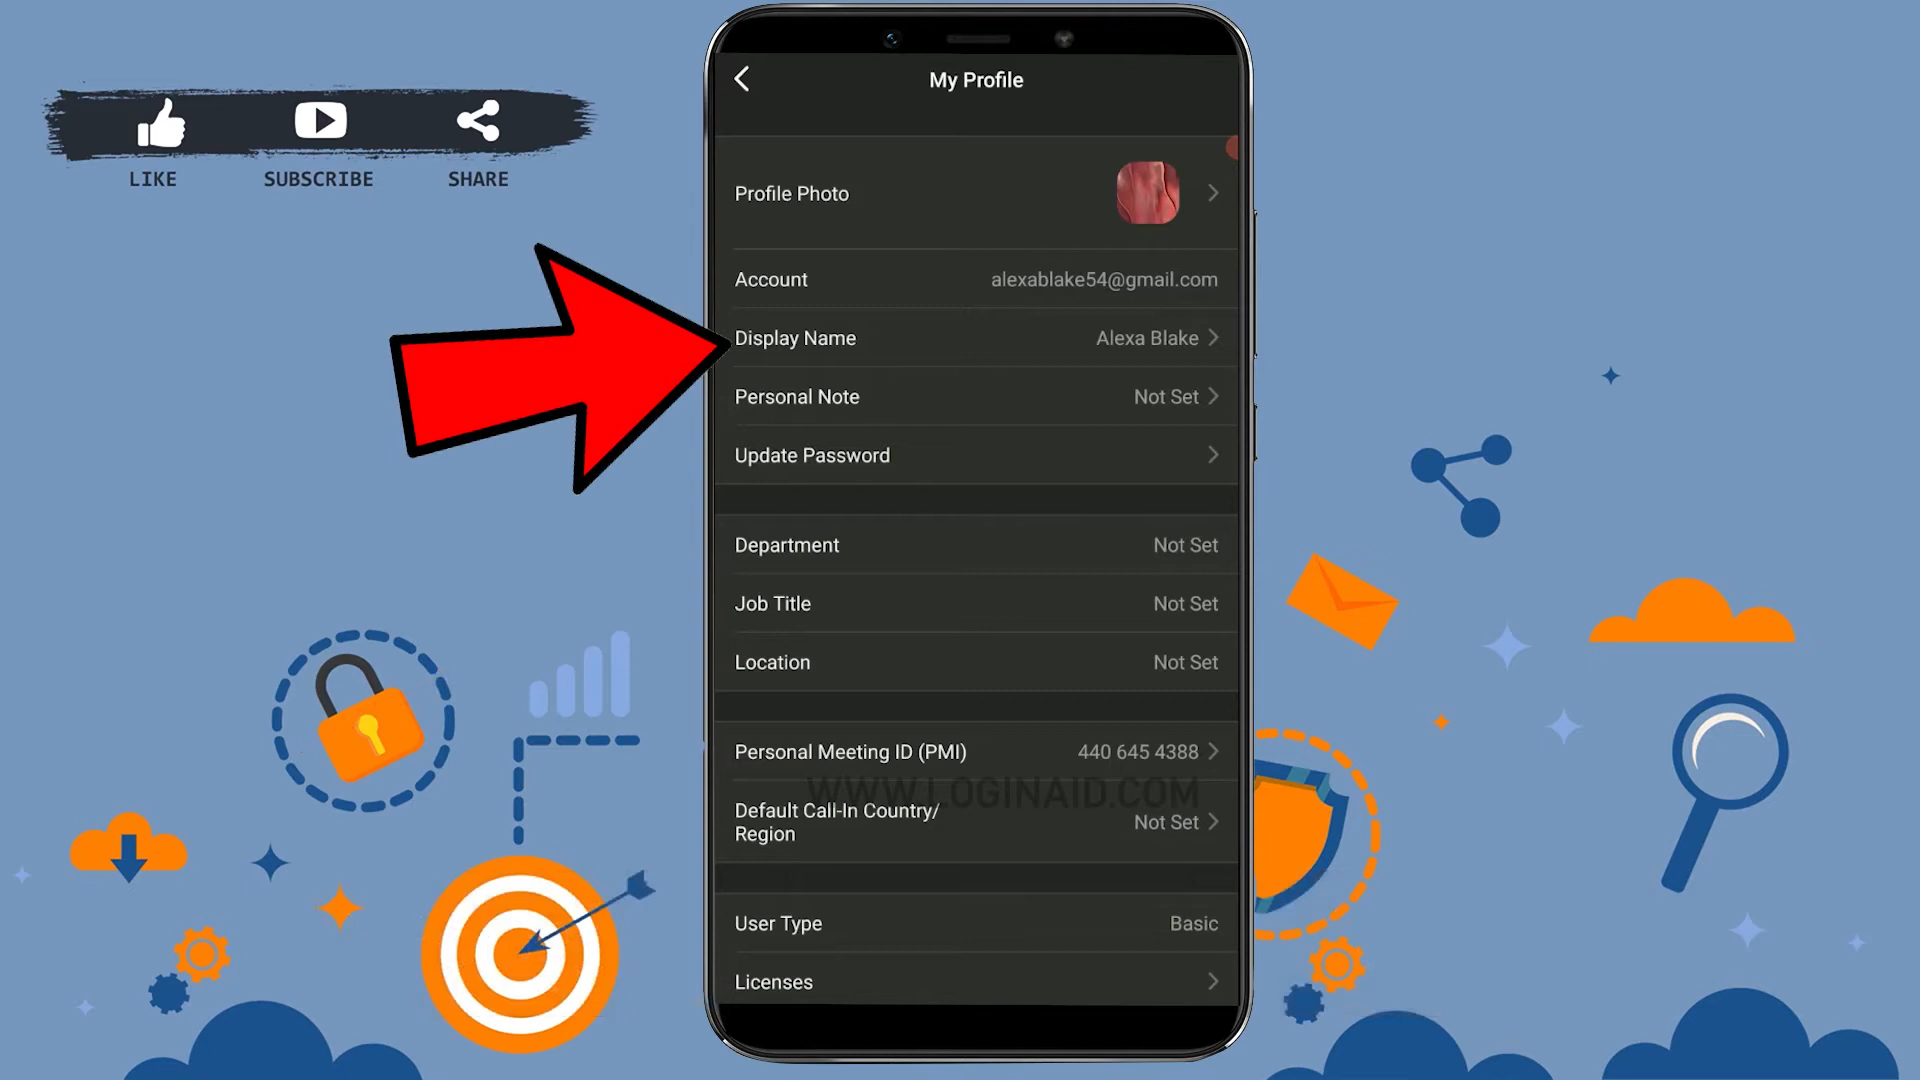 LIKE SUBSCRIBE SHARE
My Profile
Profile Photo
Account alexablake54@gmail.com
Display Name Alexa Blake
Personal Note Not Set
Update Password
Department Not Set
Job Title Not Set
Location Not Set
Personal Meeting ID (PMI) 440 645 4388
WWW.LOGINAID.COM
Default Call-In Country/
Region Not Set
User Type Basic
Licenses